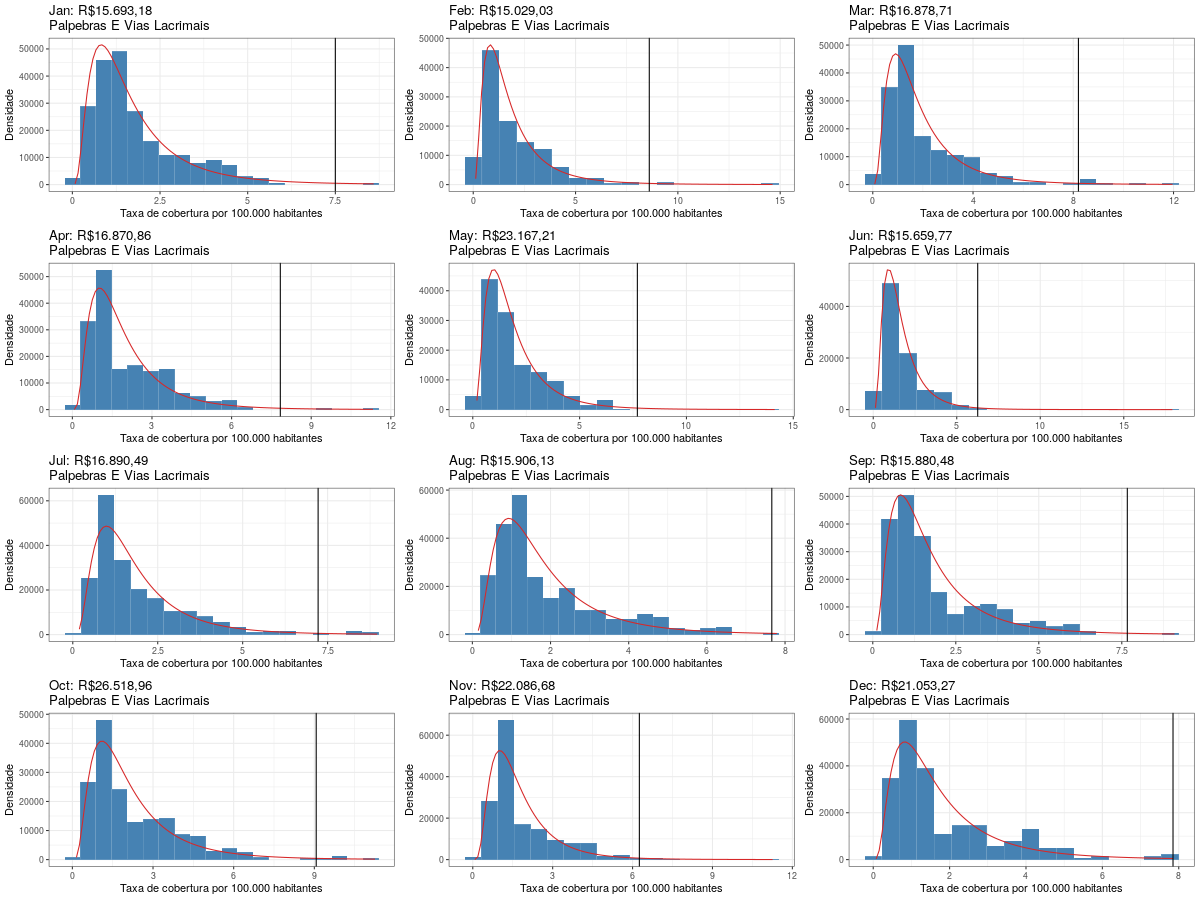 Jan: R$15.693,18
Palpebras E Vias Lacrimais
Densidade
50000
40000
30000
20000
10000
0
0 2.5 5 7.5
Taxa de cobertura por 100.000 habitantes
Feb: R$15.029,03
Palpebras E Vias Lacrimais
Densidade
50000
40000
30000
20000
10000
0
0 5 10 15
Taxa de cobertura por 100.000 habitantes
Mar: R$16.878,71
Palpebras E Vias Lacrimais
Densidade
50000
40000
30000
20000
10000
0
0 4 8 12
Taxa de cobertura por 100.000 habitantes
Apr: R$16.870,86
Palpebras E Vias Lacrimais
Densidade
50000
40000
30000
20000
10000
0
0 3 6 9 12
Taxa de cobertura por 100.000 habitantes
May: R$23.167,21
Palpebras E Vias Lacrimais
Densidade
40000
30000
20000
10000
0
0 5 10 15
Taxa de cobertura por 100.000 habitantes
Jun: R$15.659,77
Palpebras E Vias Lacrimais
Densidade
40000
20000
0
0 5 10 15
Taxa de cobertura por 100.000 habitantes
Jul: R$16.890,49
Palpebras E Vias Lacrimais
Densidade
60000
40000
20000
0
0 2.5 5 7.5
Taxa de cobertura por 100.000 habitantes
Aug: R$15.906,13
Palpebras E Vias Lacrimais
Densidade
60000
40000
20000
0
0 2 4 6 8
Taxa de cobertura por 100.000 habitantes
Sep: R$15.880,48
Palpebras E Vias Lacrimais
Densidade
50000
40000
30000
20000
10000
0
0 2.5 5 7.5
Taxa de cobertura por 100.000 habitantes
Oct: R$26.518,96
Palpebras E Vias Lacrimais
Densidade
50000
40000
30000
20000
10000
0
0 3 6 9
Taxa de cobertura por 100.000 habitantes
Nov: R$22.086,68
Palpebras E Vias Lacrimais
Densidade
60000
40000
20000
0
0 3 6 9 12
Taxa de cobertura por 100.000 habitantes
Dec: R$21.053,27
Palpebras E Vias Lacrimais
Densidade
60000
40000
20000
0
0 2 4 6 8
Taxa de cobertura por 100.000 habitantes